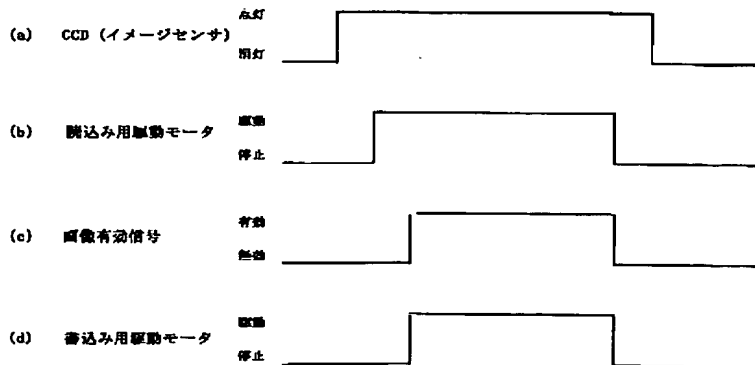 点灯
(a) CCD (イメージセンサ)
消灯
駆動
(b) 読込み用駆動モータ
停止
有効
(c) 画像有効信号
無効
駆動
(d) 書込み用駆動モータ
停止